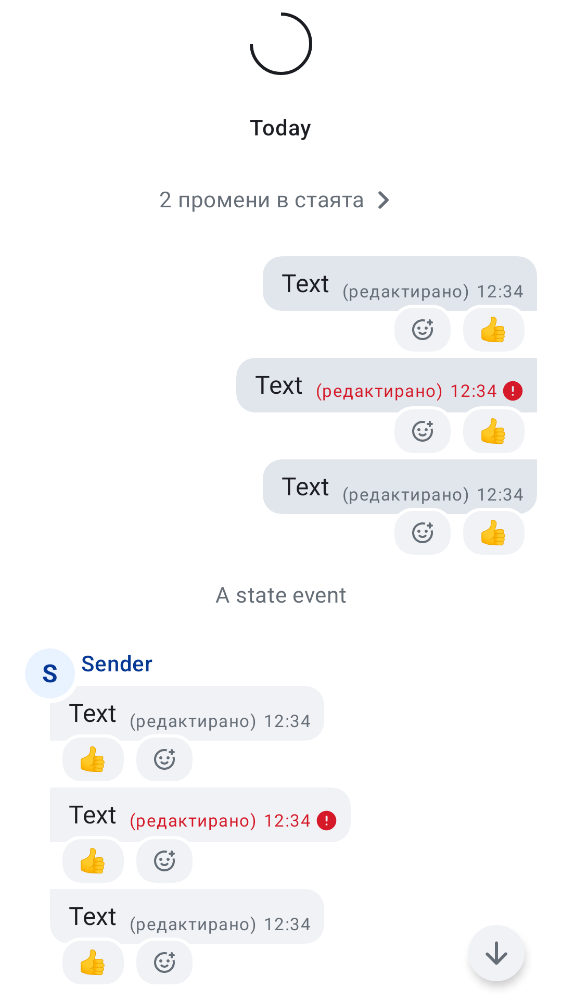 Today
2 промени в стаята
Text (редактирано) 12:34
👍
Text (редактирано) 12:34
👍
Text (редактирано) 12:34
👍
A state event
S Sender
Text (редактирано) 12:34
👍
Text (редактирано) 12:34
👍
Text (редактирано) 12:34
👍